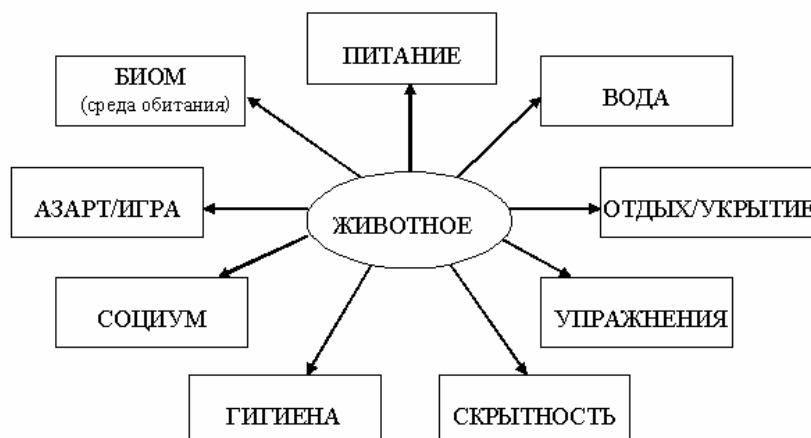 ПИТАНИЕ
БИОМ
(среда обитания)
ВОДА
АЗАРТ/ИГРА
ОТДЫХ/УКРЫТИЕ
ЖИВОТНОЕ
СОЦИУМ
УПРАЖНЕНИЯ
ГИГИЕНА
СКРЫТНОСТЬ